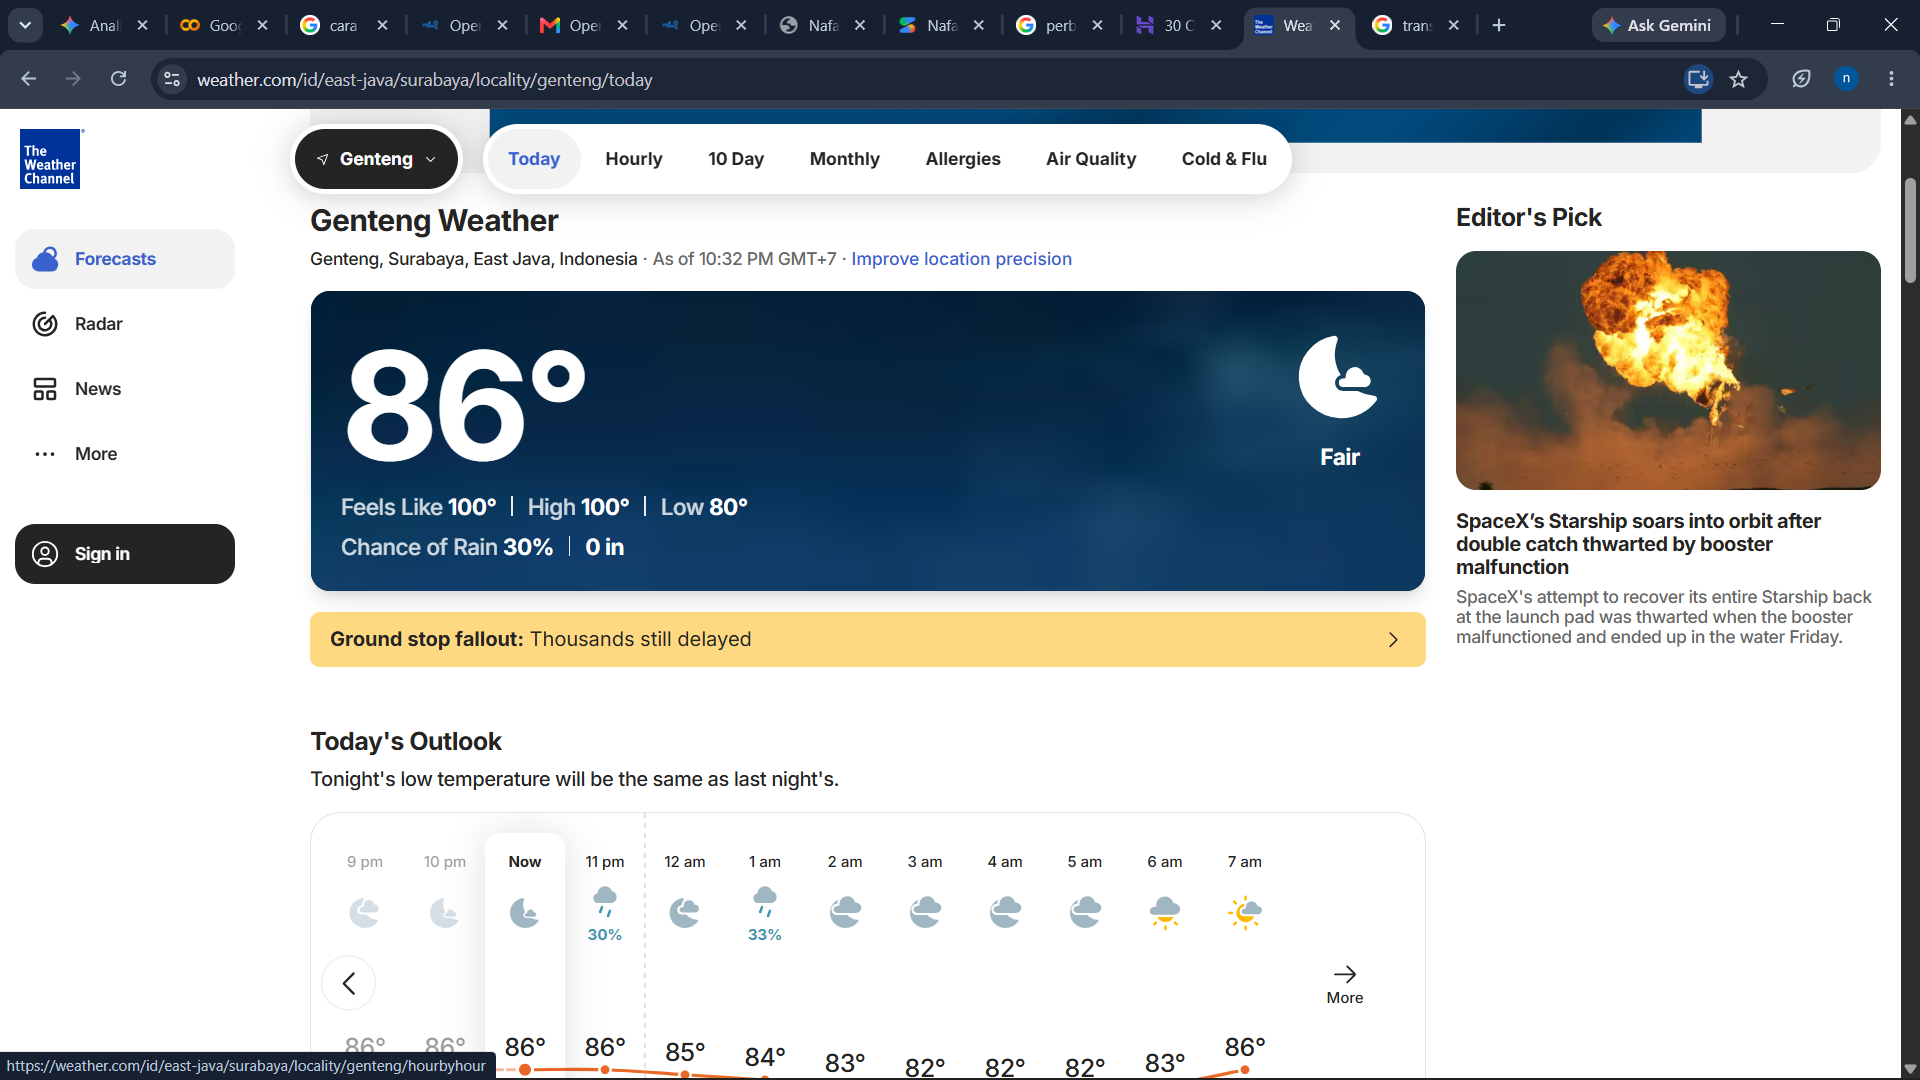 Anali
Goog
cara
Oper
Oper
Oper
Nafa
Nafa
perb
30 C
Wea
trans
Ask Gemini
weather.com/id/east-java/surabaya/locality/genteng/today
n
The
Weather
Channel
Genteng
Today
Hourly
10 Day
Monthly
Allergies
Air Quality
Cold & Flu
Forecasts
Radar
News
More
Sign in
Genteng Weather
Genteng, Surabaya, East Java, Indonesia · As of 10:32 PM GMT+7 · Improve location precision
86°
Fair
Feels Like 100° | High 100° | Low 80°
Chance of Rain 30% | 0 in
Ground stop fallout: Thousands still delayed
Editor's Pick
SpaceX’s Starship soars into orbit after
double catch thwarted by booster
malfunction
SpaceX's attempt to recover its entire Starship back
at the launch pad was thwarted when the booster
malfunctioned and ended up in the water Friday.
Today's Outlook
Tonight's low temperature will be the same as last night's.
9 pm 10 pm Now 11 pm 12 am 1 am 2 am 3 am 4 am 5 am 6 am 7 am
30% 33%
More
86° 86° 86° 86° 85° 84° 83° 82° 82° 82° 83° 86°
https://weather.com/id/east-java/surabaya/locality/genteng/hourbyhour